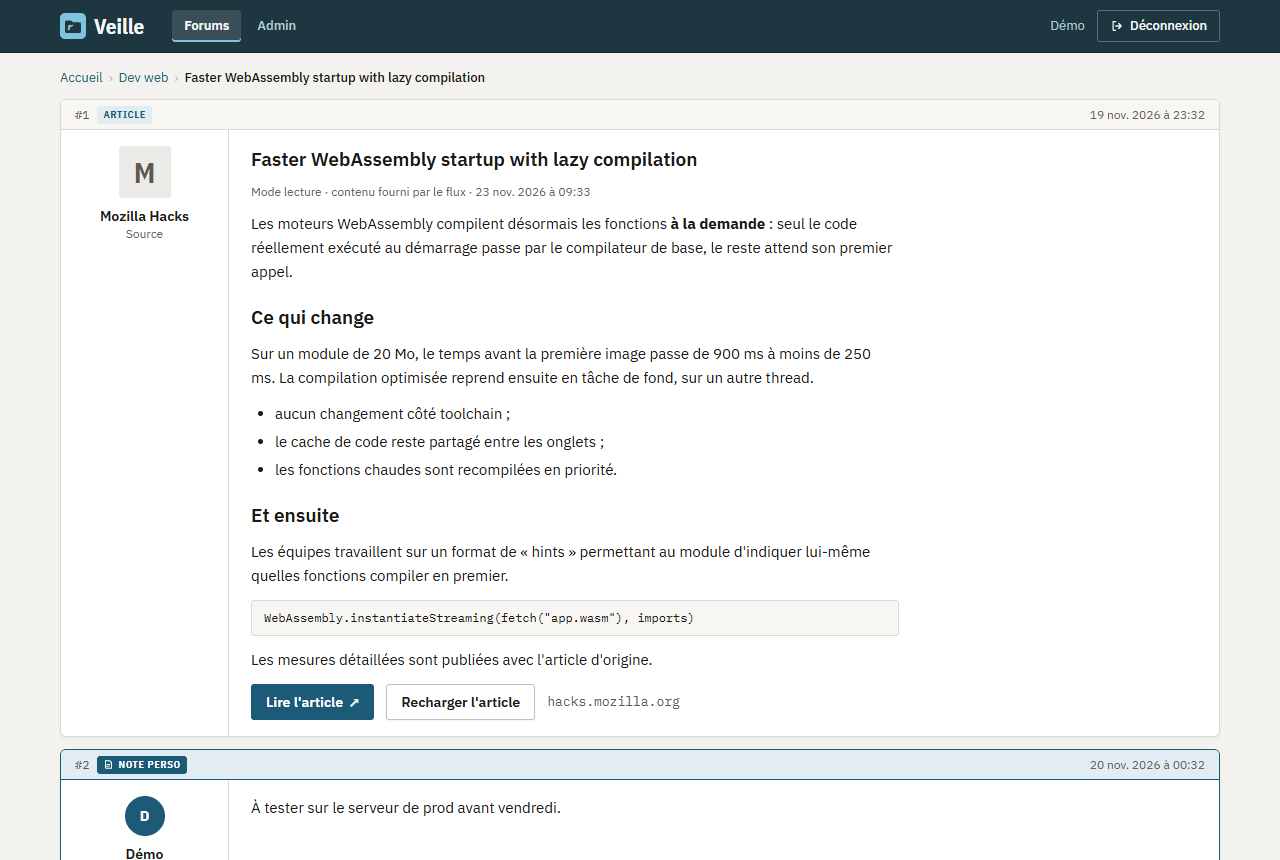 Veille
Forums
Admin
Démo
Déconnexion
Accueil › Dev web › Faster WebAssembly startup with lazy compilation
#1 ARTICLE
19 nov. 2026 à 23:32
M
Mozilla Hacks
Source
Faster WebAssembly startup with lazy compilation
Mode lecture · contenu fourni par le flux · 23 nov. 2026 à 09:33
Les moteurs WebAssembly compilent désormais les fonctions à la demande : seul le code
réellement exécuté au démarrage passe par le compilateur de base, le reste attend son premier
appel.
Ce qui change
Sur un module de 20 Mo, le temps avant la première image passe de 900 ms à moins de 250
ms. La compilation optimisée reprend ensuite en tâche de fond, sur un autre thread.
• aucun changement côté toolchain ;
• le cache de code reste partagé entre les onglets ;
• les fonctions chaudes sont recompilées en priorité.
Et ensuite
Les équipes travaillent sur un format de « hints » permettant au module d'indiquer lui-même
quelles fonctions compiler en premier.
WebAssembly.instantiateStreaming(fetch("app.wasm"), imports)
Les mesures détaillées sont publiées avec l'article d'origine.
Lire l'article ↗
Recharger l'article
hacks.mozilla.org
#2 NOTE PERSO
20 nov. 2026 à 00:32
D
Démo
À tester sur le serveur de prod avant vendredi.